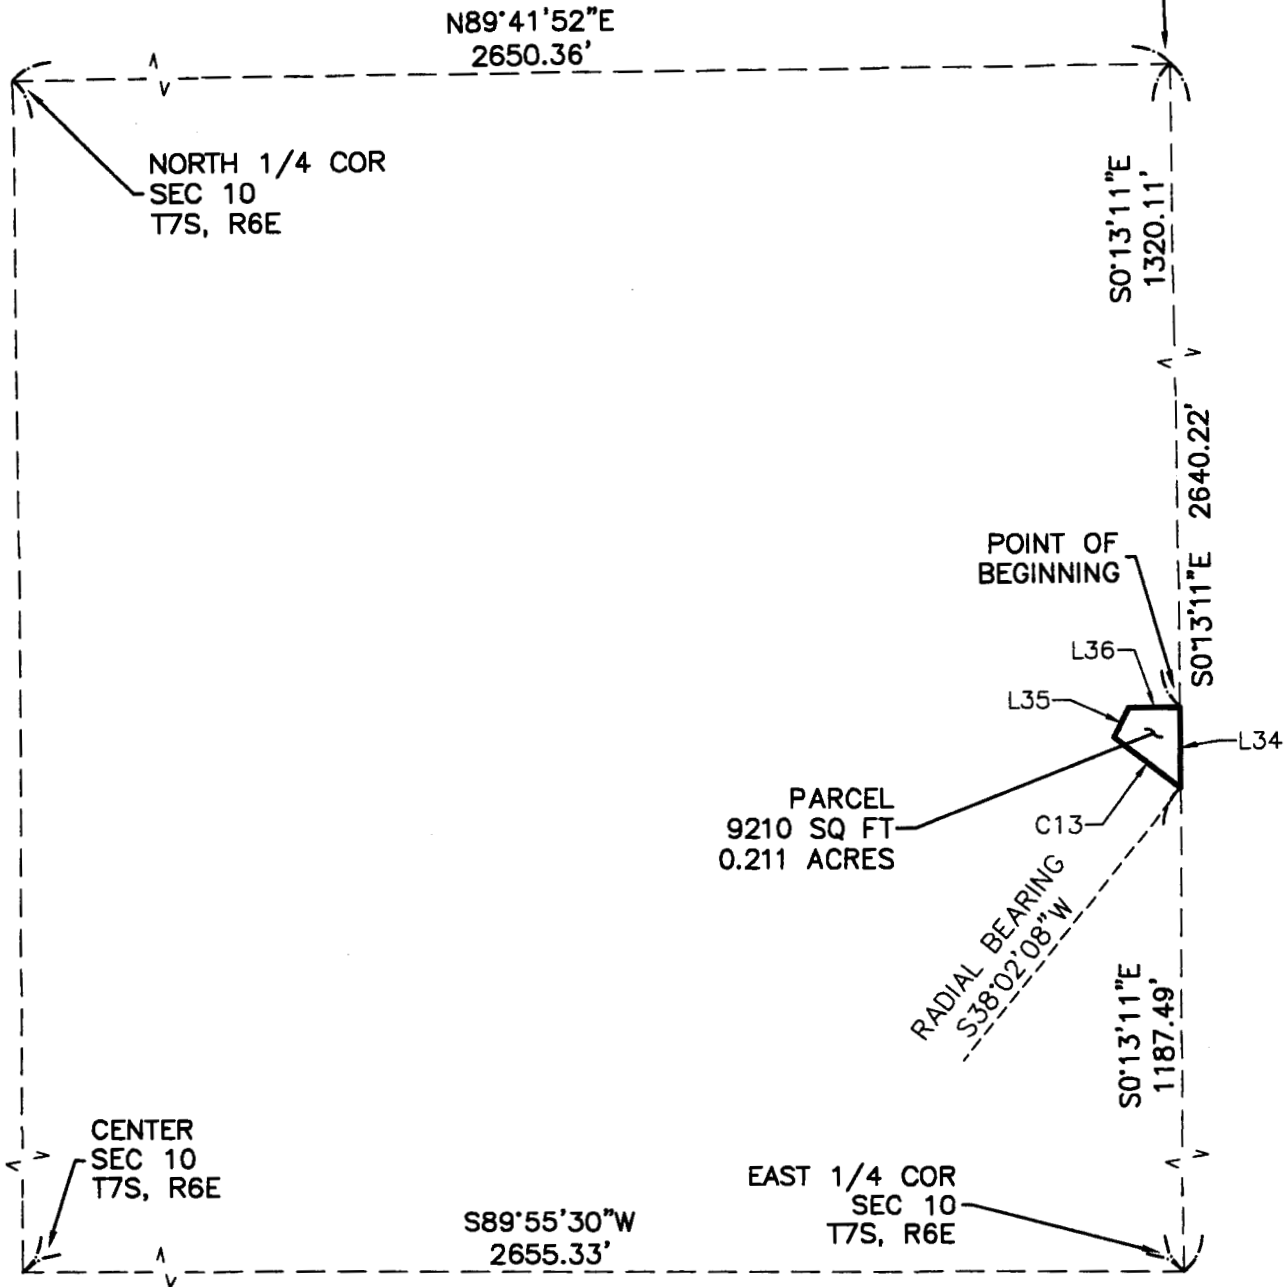 N89°41'52"E
2650.36'
NORTH 1/4 COR
SEC 10
T7S, R6E
S0°13'11"E
1320.11'
S0°13'11"E 2640.22'
POINT OF
BEGINNING
L36
L35
L34
PARCEL
9210 SQ FT
0.211 ACRES
C13
RADIAL BEARING
S38°02'08"W
S0°13'11"E
1187.49'
CENTER
SEC 10
T7S, R6E
EAST 1/4 COR
SEC 10
T7S, R6E
S89°55'30"W
2655.33'